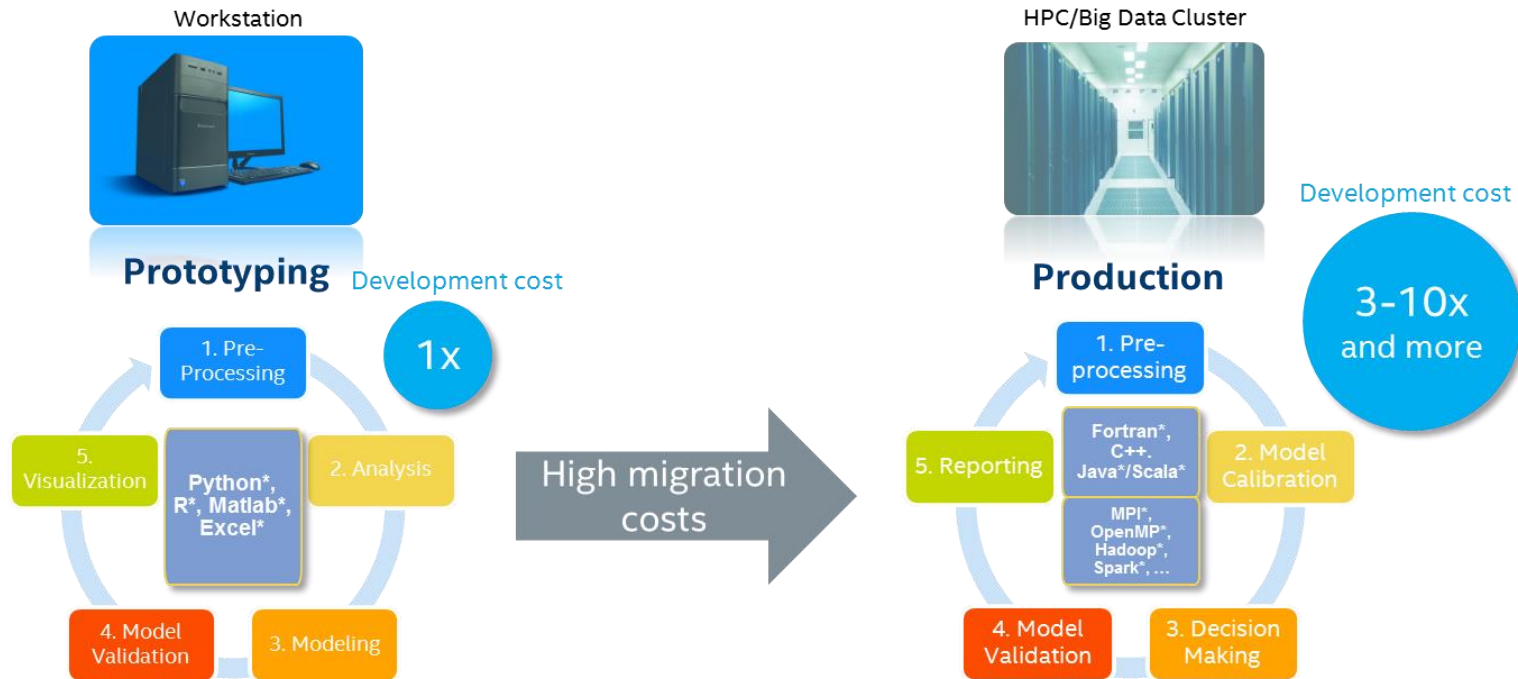 Workstation
Prototyping
Development cost
1x
1. Pre-
Processing
2. Analysis
3. Modeling
4. Model
Validation
5.
Visualization
Python*,
R*, Matlab*,
Excel*
High migration
costs
HPC/Big Data Cluster
Production
Development cost
3-10x
and more
1. Pre-
processing
2. Model
Calibration
3. Decision
Making
4. Model
Validation
5. Reporting
Fortran*,
C++.
Java*/Scala*
MPI*,
OpenMP*,
Hadoop*,
Spark*, ...